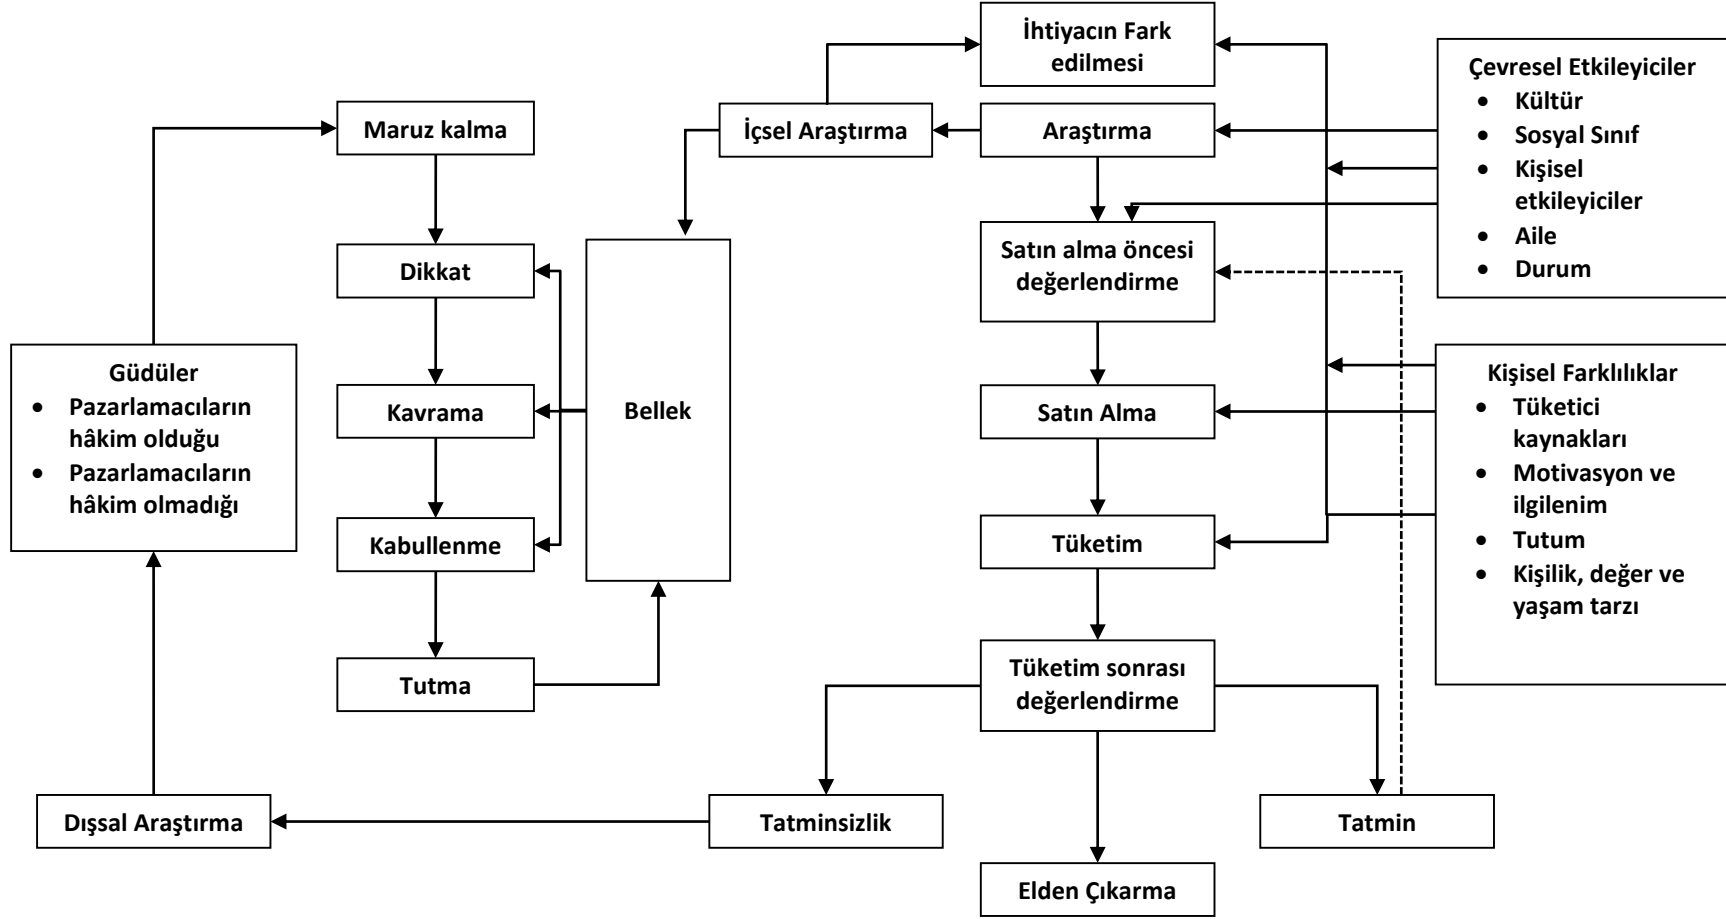 İhtiyacın Fark
edilmesi
Çevresel Etkileyiciler
• Kültür
• Sosyal Sınıf
• Kişisel
etkileyiciler
• Aile
• Durum
Maruz kalma
İçsel Araştırma
Araştırma
Dikkat
Satın alma öncesi
değerlendirme
Güdüler
• Pazarlamacıların
hâkim olduğu
• Pazarlamacıların
hâkim olmadığı
Kavrama
Bellek
Satın Alma
Kişisel Farklılıklar
• Tüketici
kaynakları
• Motivasyon ve
ilgilenim
• Tutum
• Kişilik, değer ve
yaşam tarzı
Kabullenme
Tüketim
Tutma
Tüketim sonrası
değerlendirme
Dışsal Araştırma
Tatminsizlik
Tatmin
Elden Çıkarma